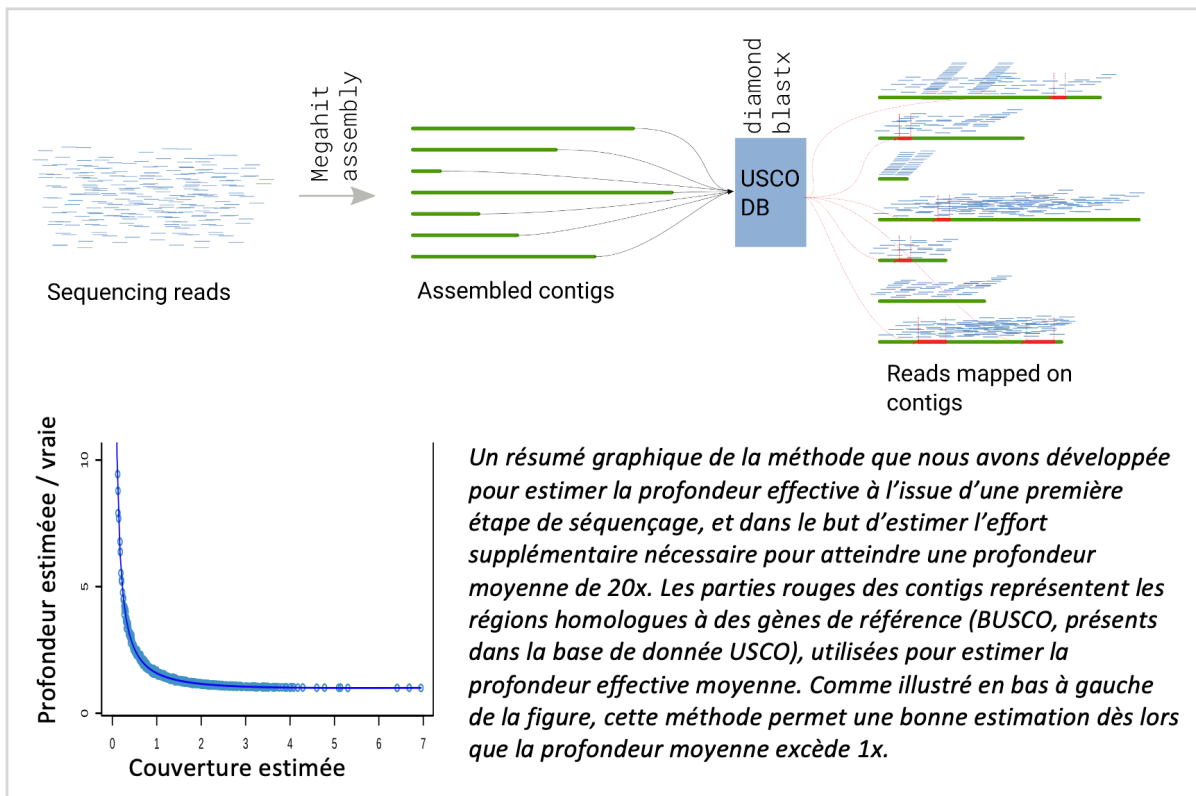 Megahit
assembly
diamond
blastx
USCO
DB
Sequencing reads
Assembled contigs
Reads mapped on
contigs
Profondeur estiméee / vraie
10
5
0
0 1 2 3 4 5 6 7
Couverture estimée
Un résumé graphique de la méthode que nous avons développée
pour estimer la profondeur effective à l’issue d’une première
étape de séquençage, et dans le but d’estimer l’effort
supplémentaire nécessaire pour atteindre une profondeur
moyenne de 20x. Les parties rouges des contigs représentent les
régions homologues à des gènes de référence (BUSCO, présents
dans la base de donnée USCO), utilisées pour estimer la
profondeur effective moyenne. Comme illustré en bas à gauche
de la figure, cette méthode permet une bonne estimation dès lors
que la profondeur moyenne excède 1x.